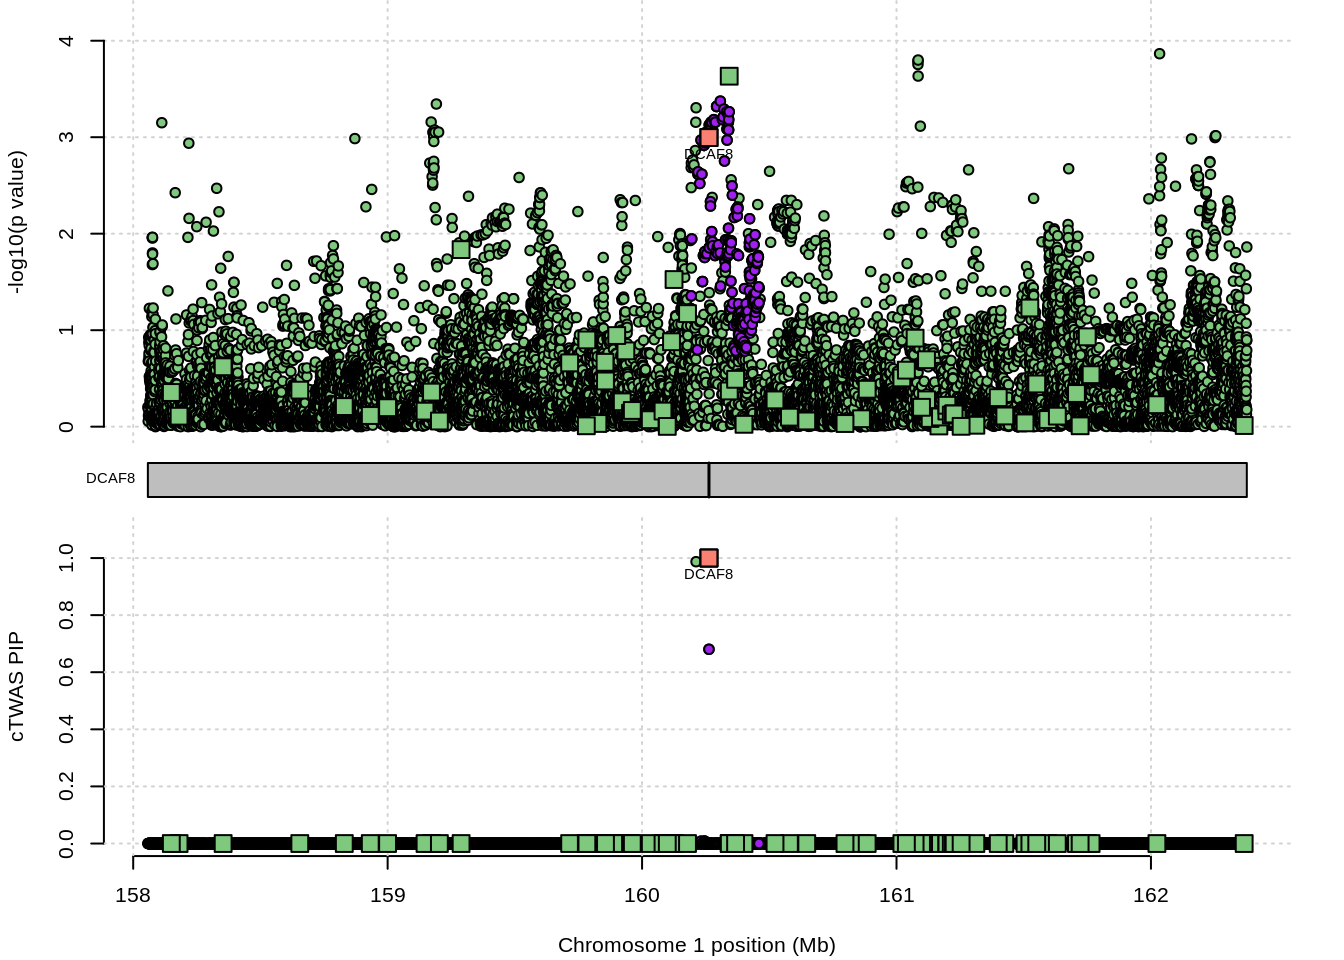 4
3
2
1
0
-log10(p value)
DCAF8
DCAF8
1.0
0.8
0.6
0.4
0.2
0.0
cTWAS PIP
DCAF8
158 159 160 161 162
Chromosome 1 position (Mb)